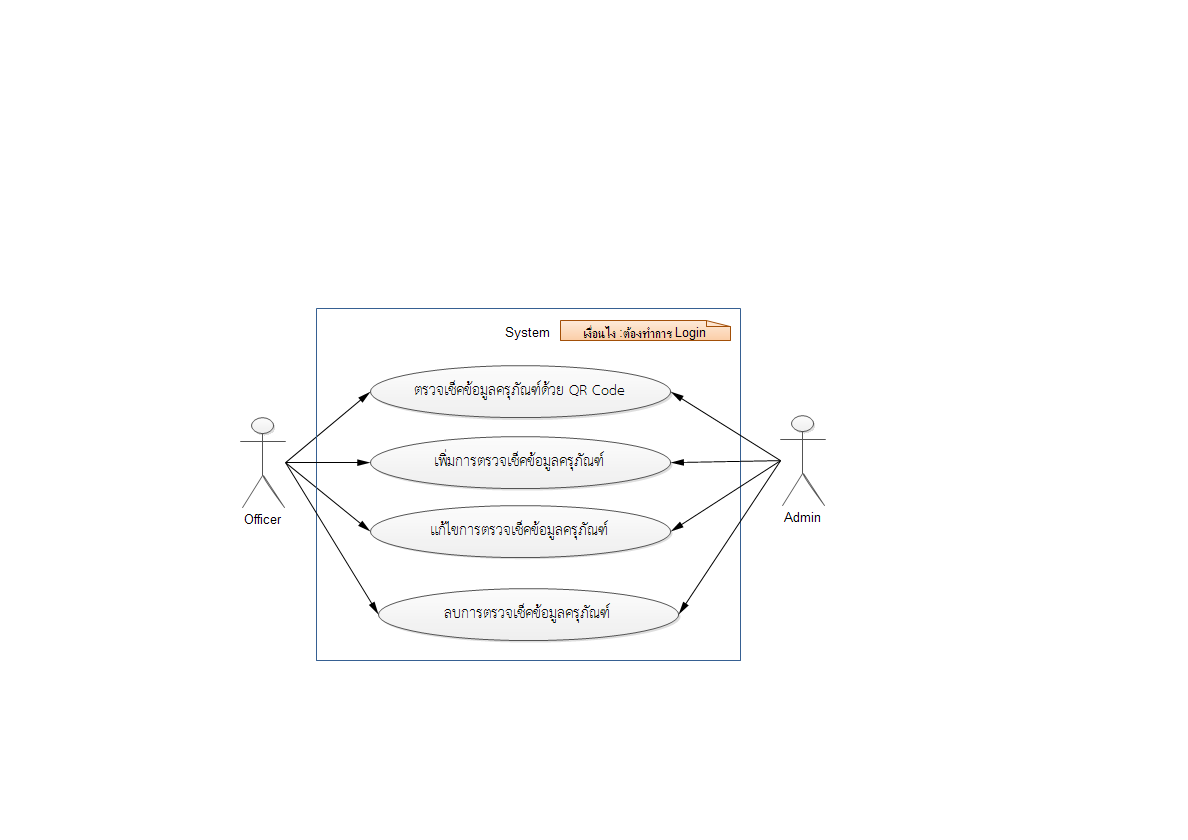 System
เงื่อนไง :ต้องทำการ Login
ตรวจเช็คข้อมูลครุภัณฑ์ด้วย QR Code
เพิ่มการตรวจเช็คข้อมูลครุภัณฑ์
แก้ไขการตรวจเช็คข้อมูลครุภัณฑ์
ลบการตรวจเช็คข้อมูลครุภัณฑ์
Officer
Admin